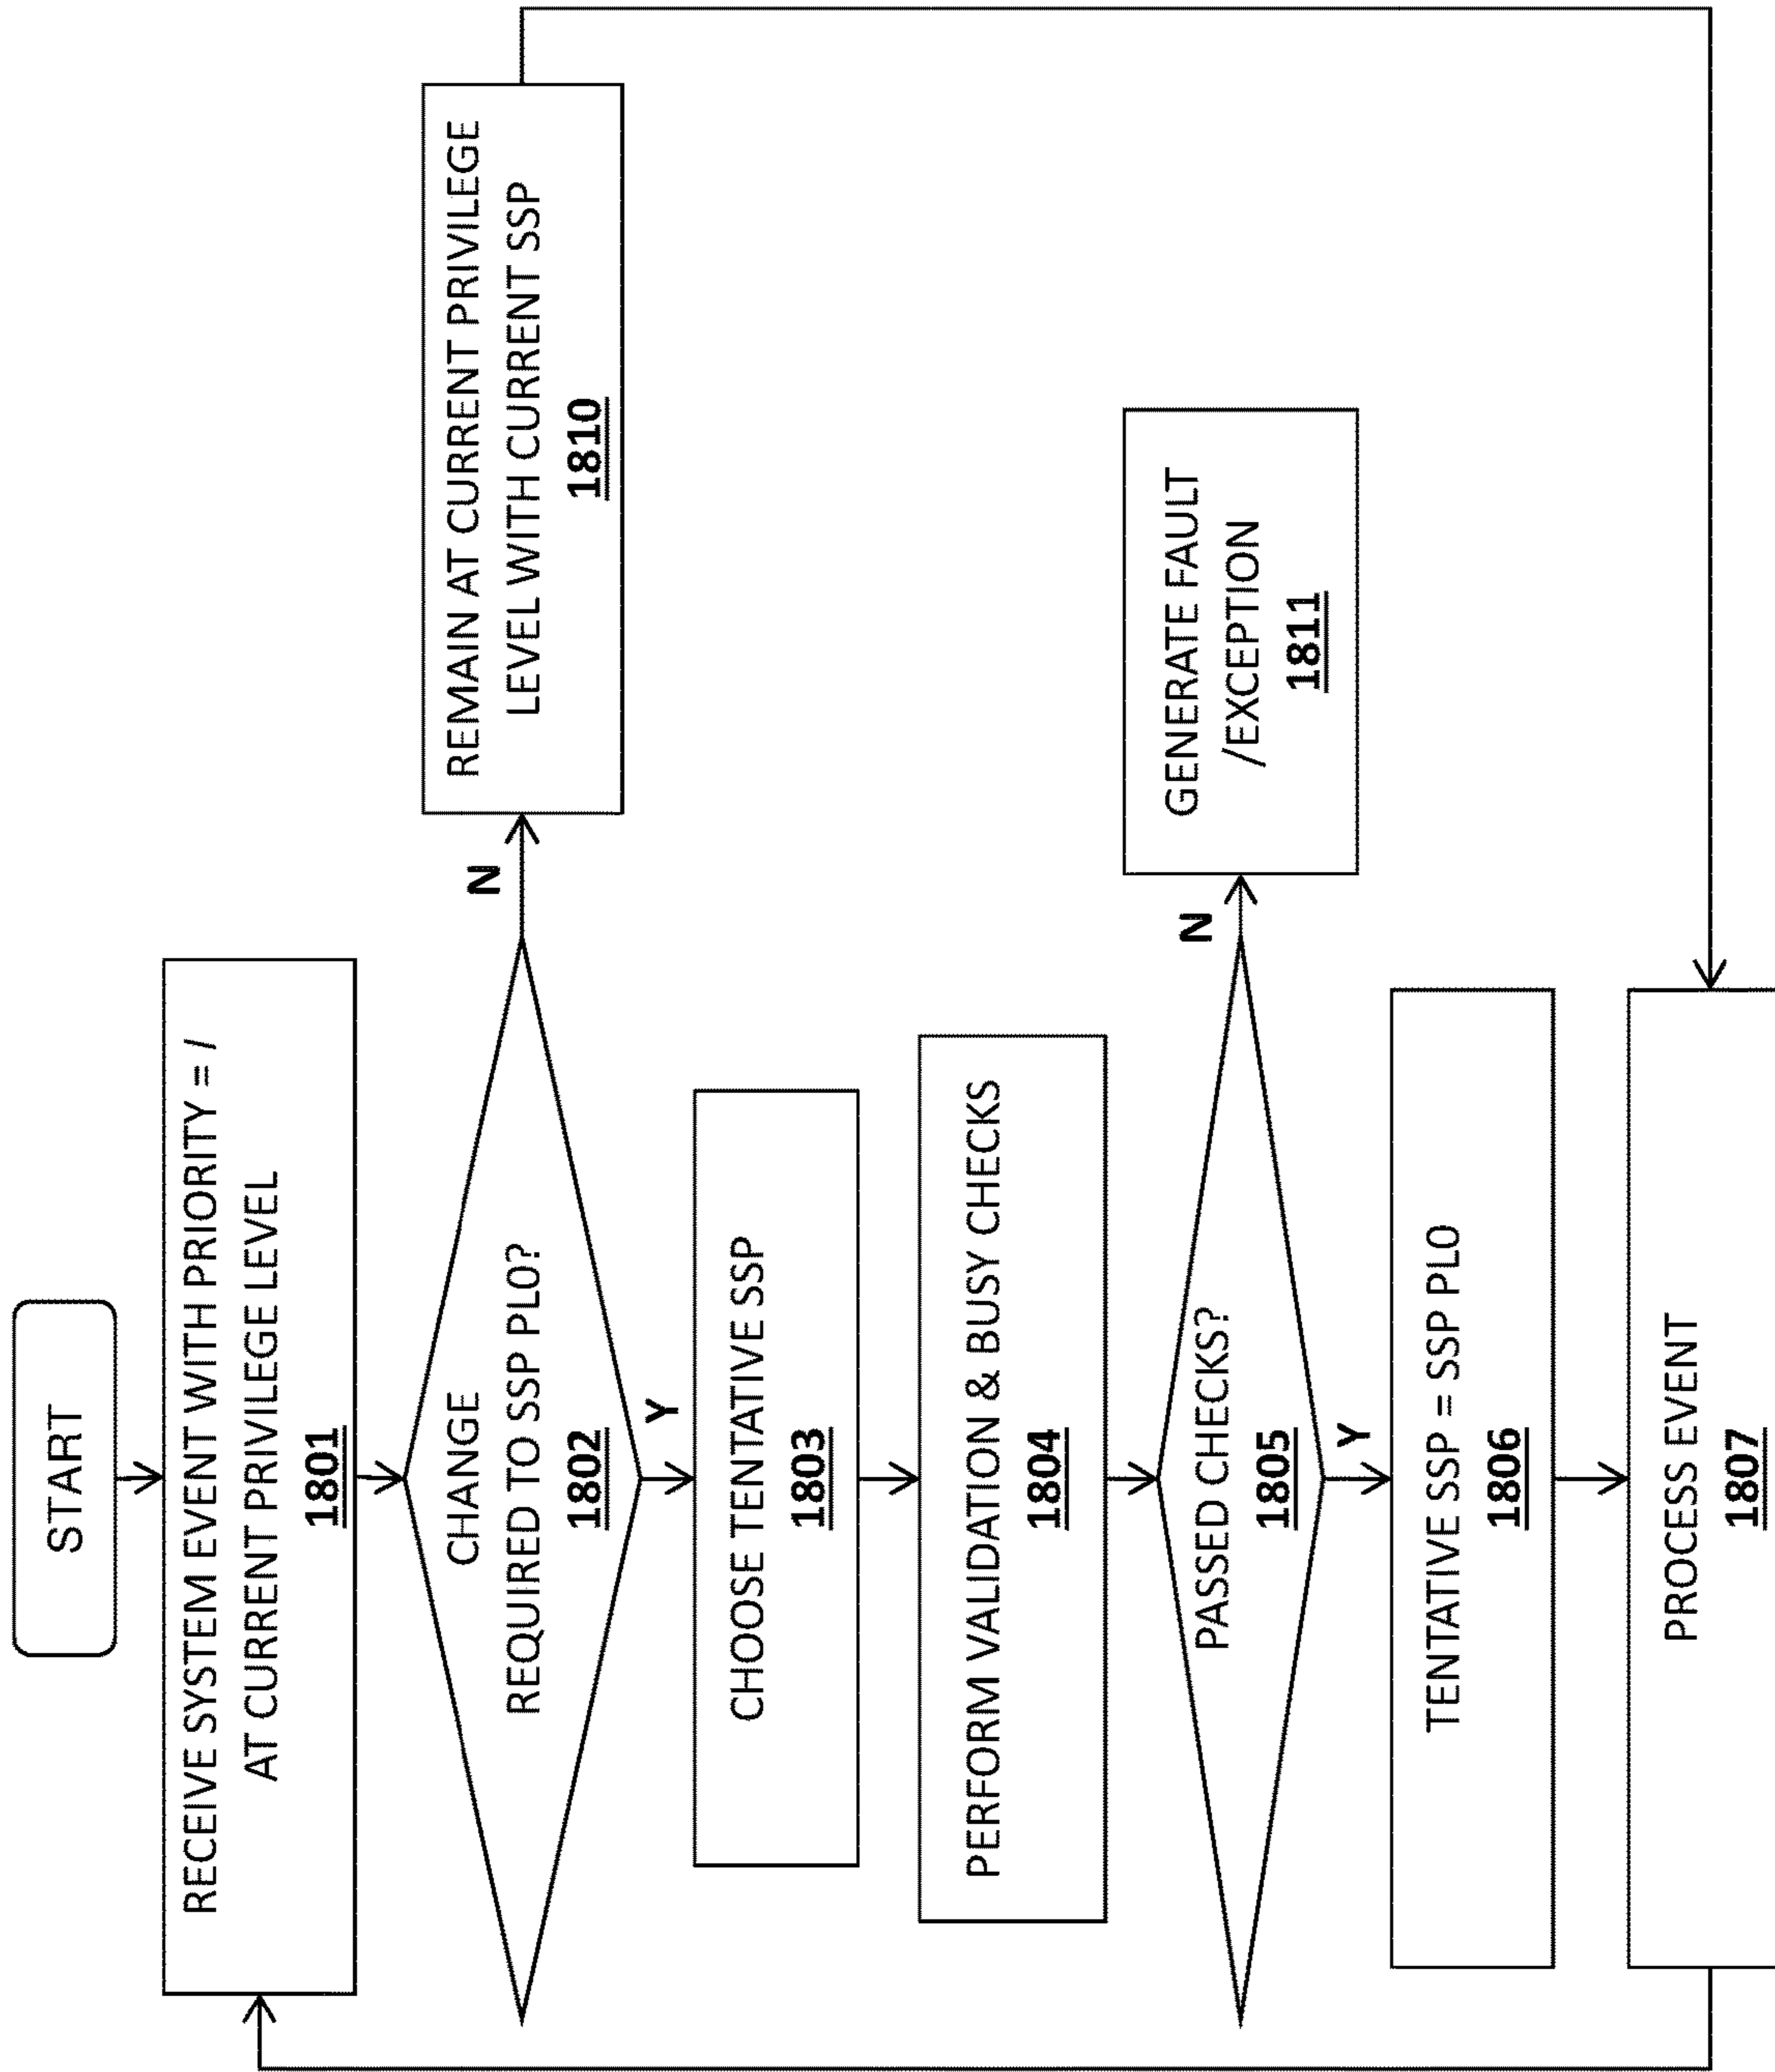 START
RECEIVE SYSTEM EVENT WITH PRIORITY = I
AT CURRENT PRIVILEGE LEVEL
1801
CHANGE
REQUIRED TO SSP PL0?
1802
N
REMAIN AT CURRENT PRIVILEGE
LEVEL WITH CURRENT SSP
1810
Y
CHOOSE TENTATIVE SSP
1803
PERFORM VALIDATION & BUSY CHECKS
1804
PASSED CHECKS?
1805
N
GENERATE FAULT
/EXCEPTION
1811
Y
TENTATIVE SSP = SSP PL0
1806
PROCESS EVENT
1807